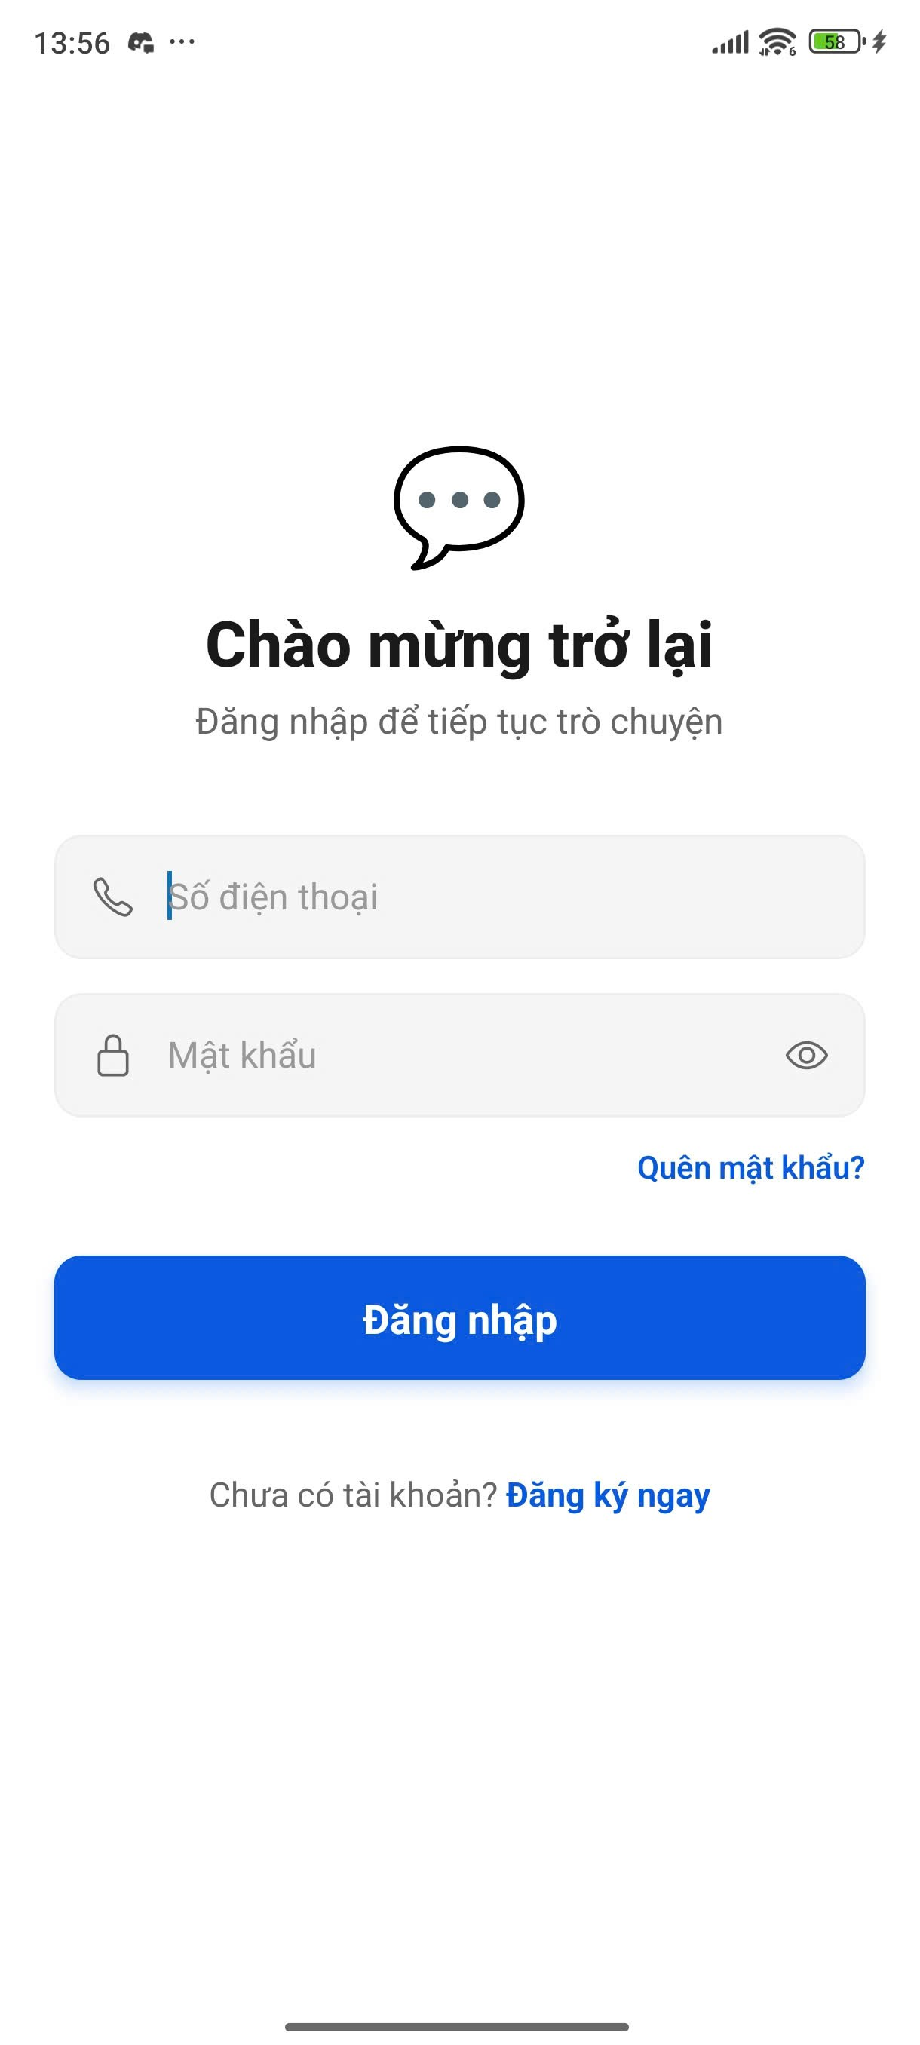 13:56
58
Chào mừng trở lại
Đăng nhập để tiếp tục trò chuyện
Số điện thoại
Mật khẩu
Quên mật khẩu?
Đăng nhập
Chưa có tài khoản? Đăng ký ngay